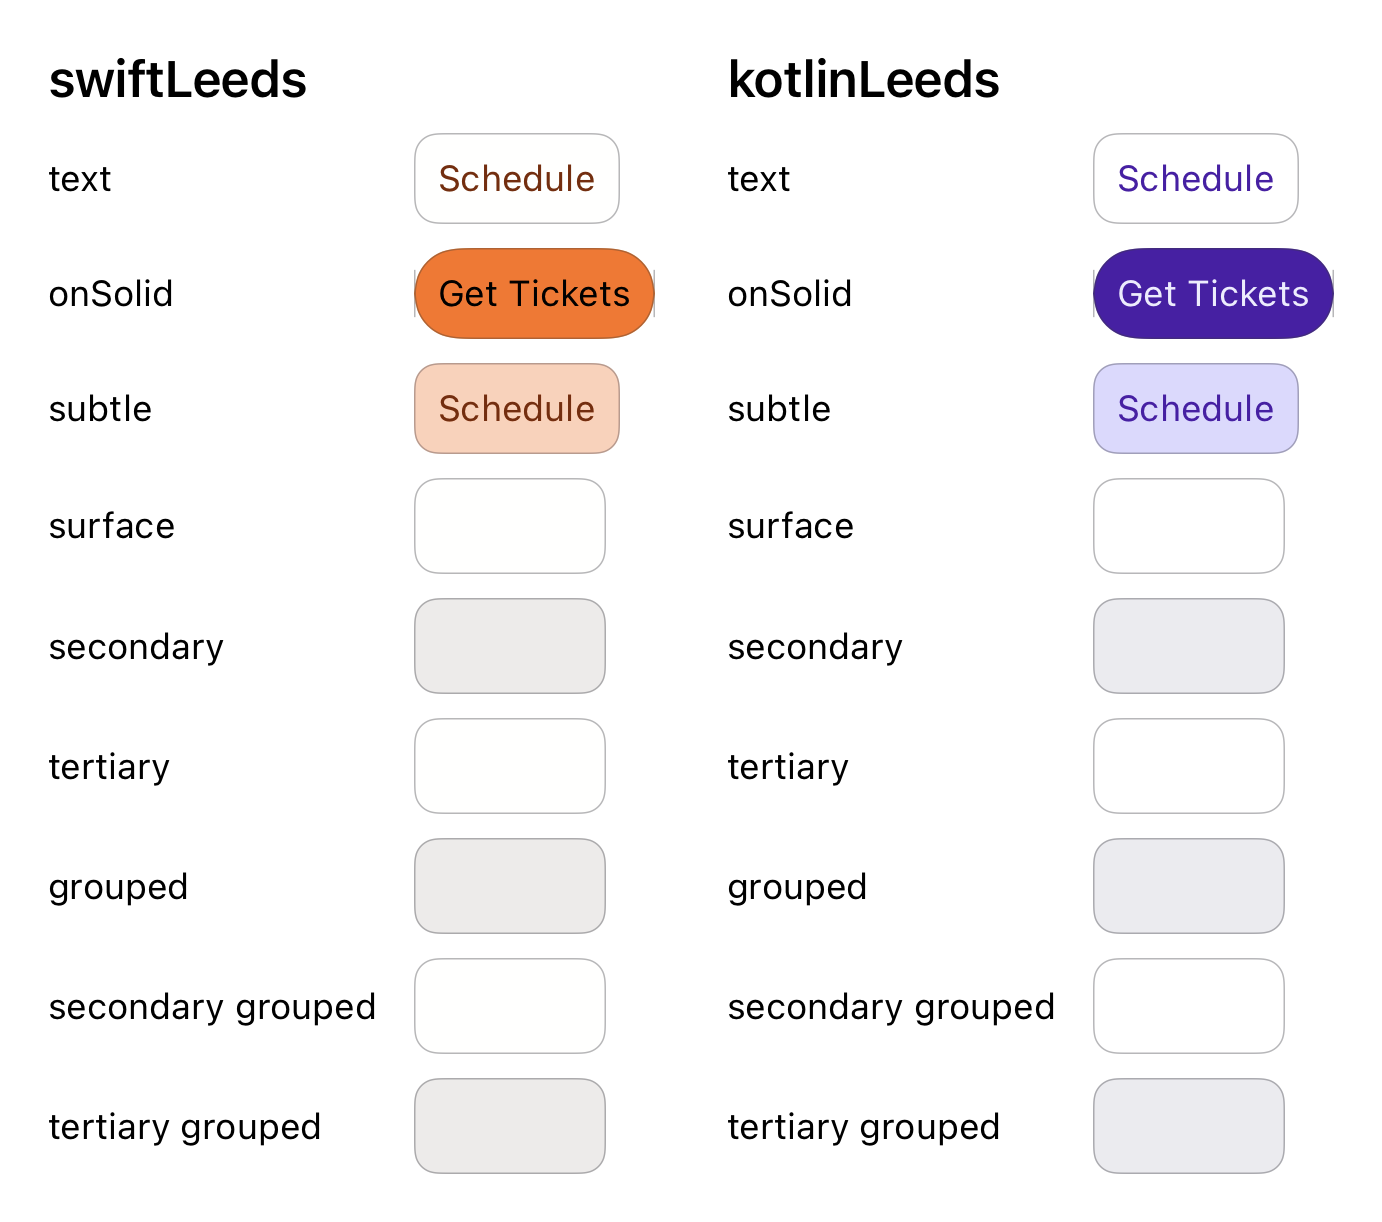 swiftLeeds
text Schedule
onSolid Get Tickets
subtle Schedule
surface
secondary
tertiary
grouped
secondary grouped
tertiary grouped
kotlinLeeds
text Schedule
onSolid Get Tickets
subtle Schedule
surface
secondary
tertiary
grouped
secondary grouped
tertiary grouped